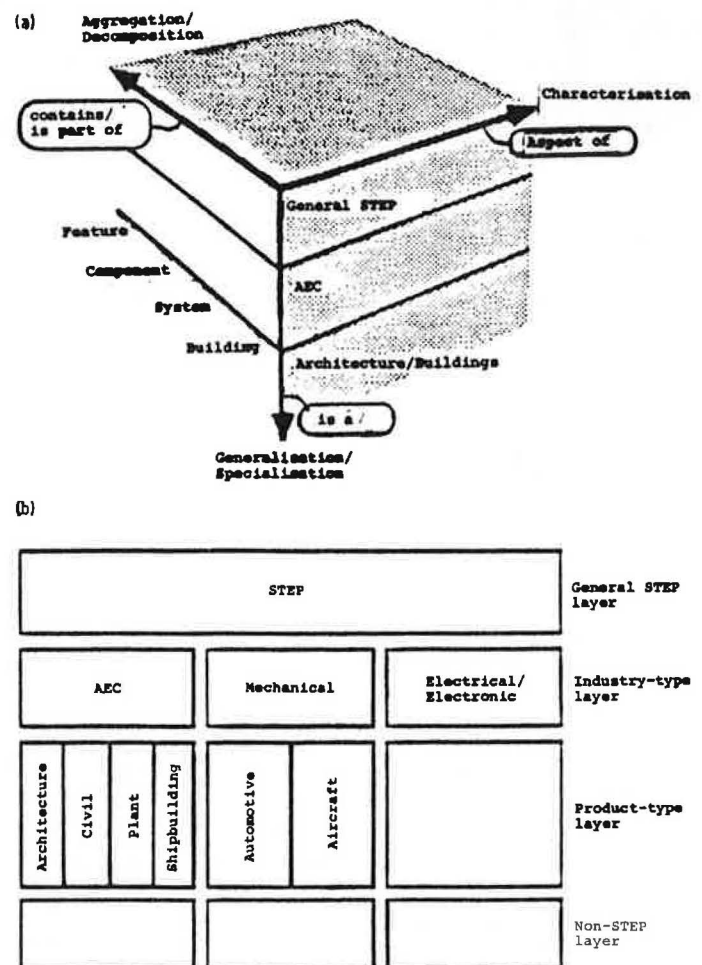 (a)
Aggregation/
Decomposition
Characterisation
contains/
is part of
Aspect of
General STEP
Feature
Component
AEC
System
Building
Architecture/Buildings
is a
Generalisation/
Specialisation
(b)
STEP
General STEP
layer
AEC
Mechanical
Electrical/
Electronic
Industry-type
layer
Architecture
Civil
Plant
Shipbuilding
Automotive
Aircraft
Product-type
layer
Non-STEP
layer